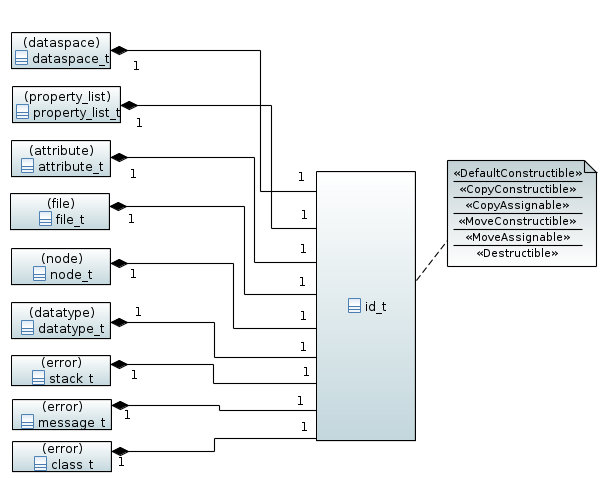 (dataspace)
dataspace_t
1
(property_list)
property_list_t
1
(attribute)
attribute_t
1
(file)
file_t
1
(node)
node_t
1
(datatype)
datatype_t
1
(error)
stack_t
1
(error)
message_t
1
(error)
class_t
1
1
1
1
1
1
1
1
1
1
id_t
«DefaultConstructible»
«CopyConstructible»
«CopyAssignable»
«MoveConstructible»
«MoveAssignable»
«Destructible»